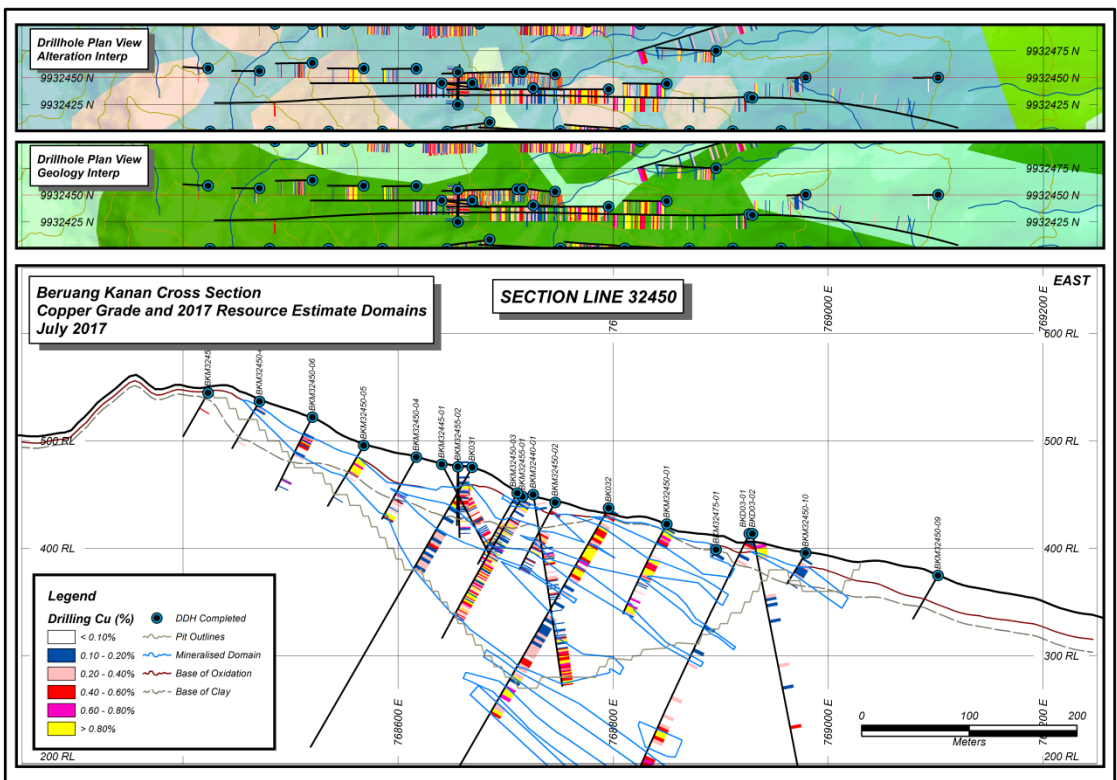 Drillhole Plan View
Alteration Interp
9932475 N
9932475 N
9932450 N
9932450 N
9932425 N
9932425 N
Drillhole Plan View
Geology Interp
9932475 N
9932475 N
9932450 N
9932450 N
9932425 N
9932425 N
Beruang Kanan Cross Section
Copper Grade and 2017 Resource Estimate Domains
July 2017
SECTION LINE 32450
EAST
769000 E
769200 E
600 RL
BKM32450-06
BKM32450-05
BKM32450-04
BKM32445-01
BKM32455-02
BK031
BKM32450-03
BKM32455-01
BKM32440-01
BKM32450-02
BK032
BKM32450-01
BKM32475-01
BKD03-01
BKD03-02
BKM32450-10
BKM32450-09
500 RL
500 RL
400 RL
400 RL
300 RL
200 RL
200 RL
768600 E
768800 E
769000 E
Legend
Drilling Cu (%)
< 0.10%
0.10 - 0.20%
0.20 - 0.40%
0.40 - 0.60%
0.60 - 0.80%
> 0.80%
DDH Completed
Pit Outlines
Mineralised Domain
Base of Oxidation
Base of Clay
0 100 200
Meters